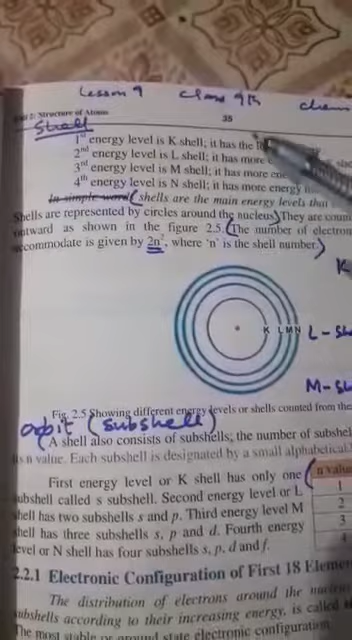 Lesson 9 Class 9th chem
Unit 2: Structure of Atoms 35
1st energy level is K shell; it has the
2nd energy level is L shell; it has more
3rd energy level is M shell; it has more
4th energy level is N shell; it has more energy
In simple word (shells are the main energy levels that
Shells are represented by circles around the nucleus) They are coun
outward as shown in the figure 2.5. (The number of electron
accommodate is given by 2n², where 'n' is the shell number.)
K
K L M N L - Sh
M - Sh
Fig. 2.5 Showing different energy levels or shells counted from the
orbit (subshell)
(A shell also consists of subshells; the number of subshel
its n value. Each subshell is designated by a small alphabetical
First energy level or K shell has only one
subshell called s subshell. Second energy level or L
shell has two subshells s and p. Third energy level M
shell has three subshells s, p and d. Fourth energy
level or N shell has four subshells s, p, d and f.
n value
1
2
3
4
2.2.1 Electronic Configuration of First 18 Elemen
The distribution of electrons around the nucleus
subshells according to their increasing energy, is called
The most stable or ground state electronic configuration